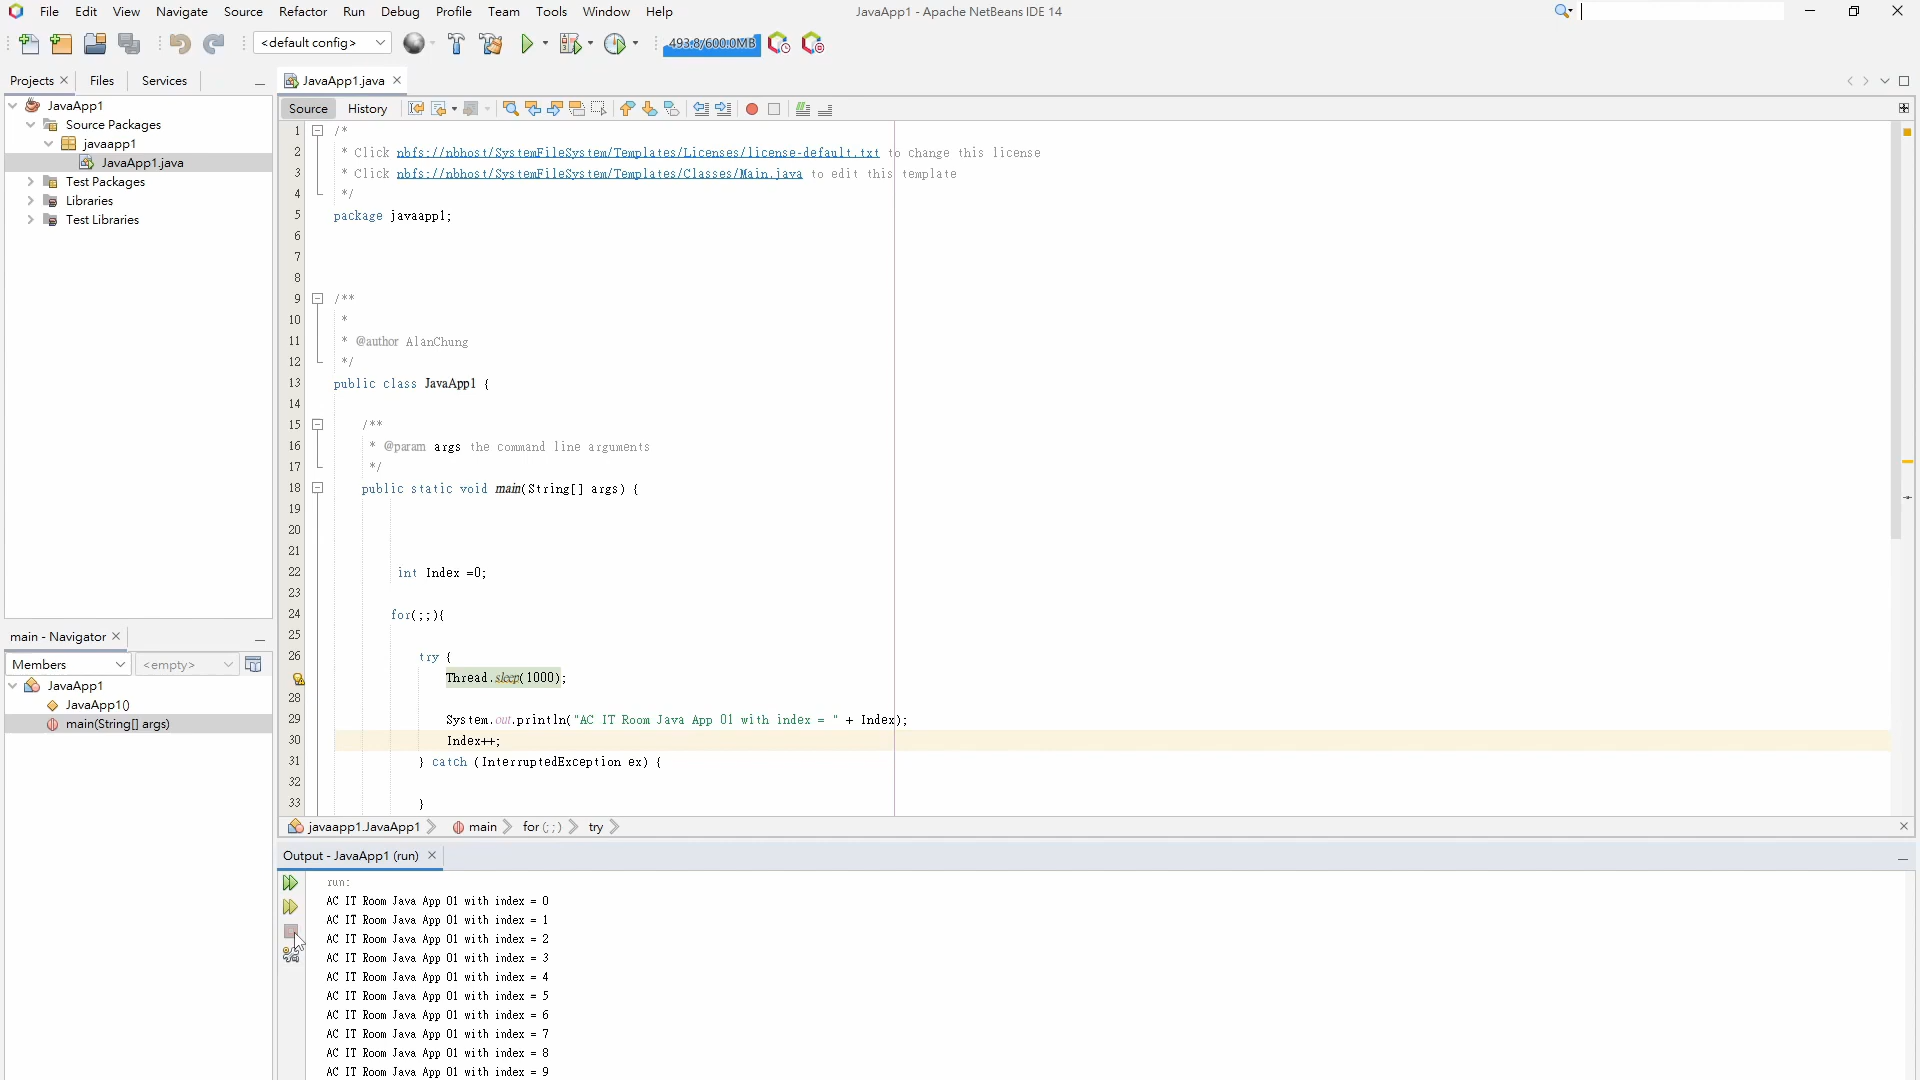 File Edit View Navigate Source Refactor Run Debug Profile Team Tools Window Help
JavaApp1 - Apache NetBeans IDE 14
<default config>
493.8/600.0MB
Projects Files Services
JavaApp1.java
JavaApp1
Source Packages
javaapp1
JavaApp1.java
Test Packages
Libraries
Test Libraries
Source History
1 /*
2 * Click nbfs://nbhost/SystemFileSystem/Templates/Licenses/license-default.txt to change this license
3 * Click nbfs://nbhost/SystemFileSystem/Templates/Classes/Main.java to edit this template
4 */
5 package javaapp1;
6
7
8
9 /**
10 *
11 * @author AlanChung
12 */
13 public class JavaApp1 {
14
15 /**
16 * @param args the command line arguments
17 */
18 public static void main(String[] args) {
19
20
21
22 int Index =0;
23
24 for(;;){
25
26 try {
Thread.sleep(1000);
28
29 System.out.println("AC IT Room Java App 01 with index = " + Index);
30 Index++;
31 } catch (InterruptedException ex) {
32
33 }
main - Navigator
Members <empty>
JavaApp1
JavaApp1()
main(String[] args)
javaapp1.JavaApp1 main for (;;) try
Output - JavaApp1 (run)
run:
AC IT Room Java App 01 with index = 0
AC IT Room Java App 01 with index = 1
AC IT Room Java App 01 with index = 2
AC IT Room Java App 01 with index = 3
AC IT Room Java App 01 with index = 4
AC IT Room Java App 01 with index = 5
AC IT Room Java App 01 with index = 6
AC IT Room Java App 01 with index = 7
AC IT Room Java App 01 with index = 8
AC IT Room Java App 01 with index = 9